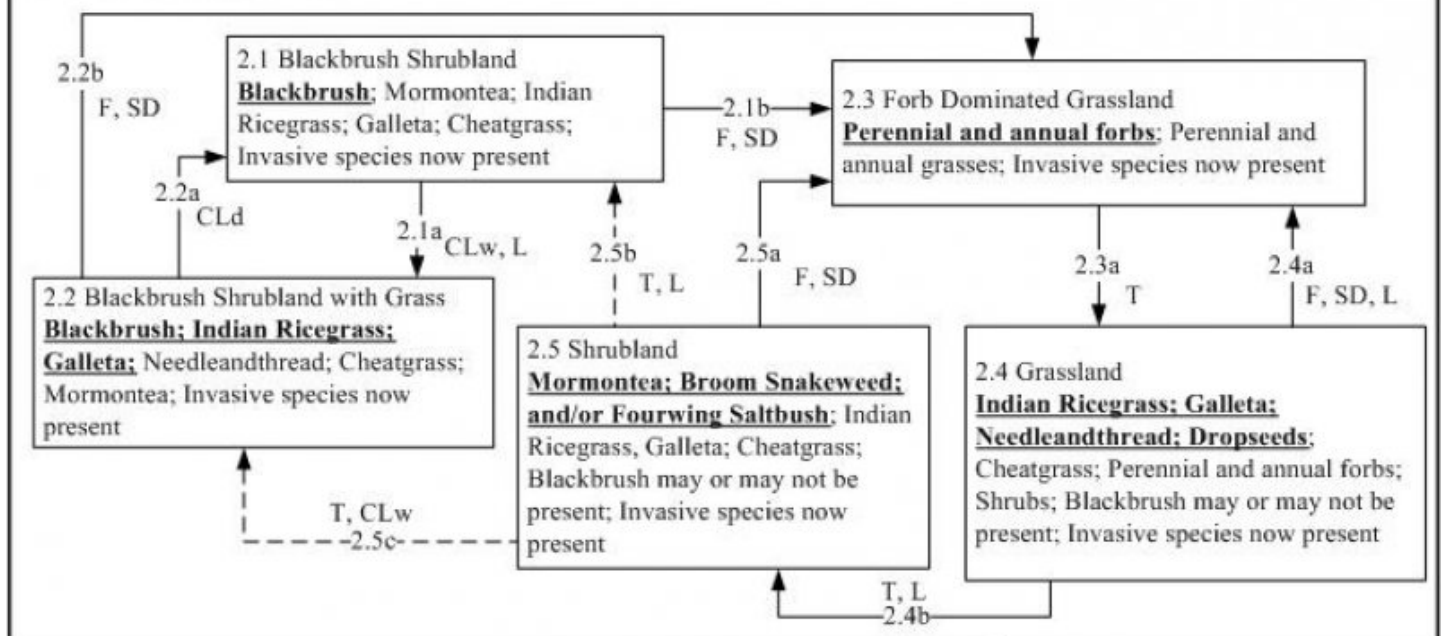 2.2b
F, SD
2.1 Blackbrush Shrubland
Blackbrush; Mormontea; Indian
Ricegrass; Galleta; Cheatgrass;
Invasive species now present
2.1b
F, SD
2.3 Forb Dominated Grassland
Perennial and annual forbs; Perennial and
annual grasses; Invasive species now present
2.2a
CLd
2.1a
CLw, L
2.5b
T, L
2.5a
F, SD
2.3a
T
2.4a
F, SD, L
2.2 Blackbrush Shrubland with Grass
Blackbrush; Indian Ricegrass;
Galleta; Needleandthread; Cheatgrass;
Mormontea; Invasive species now
present
2.5 Shrubland
Mormontea; Broom Snakeweed;
and/or Fourwing Saltbush; Indian
Ricegrass, Galleta; Cheatgrass;
Blackbrush may or may not be
present; Invasive species now
present
2.4 Grassland
Indian Ricegrass; Galleta;
Needleandthread; Dropseeds;
Cheatgrass; Perennial and annual forbs;
Shrubs; Blackbrush may or may not be
present; Invasive species now present
T, CLw
2.5c
T, L
2.4b